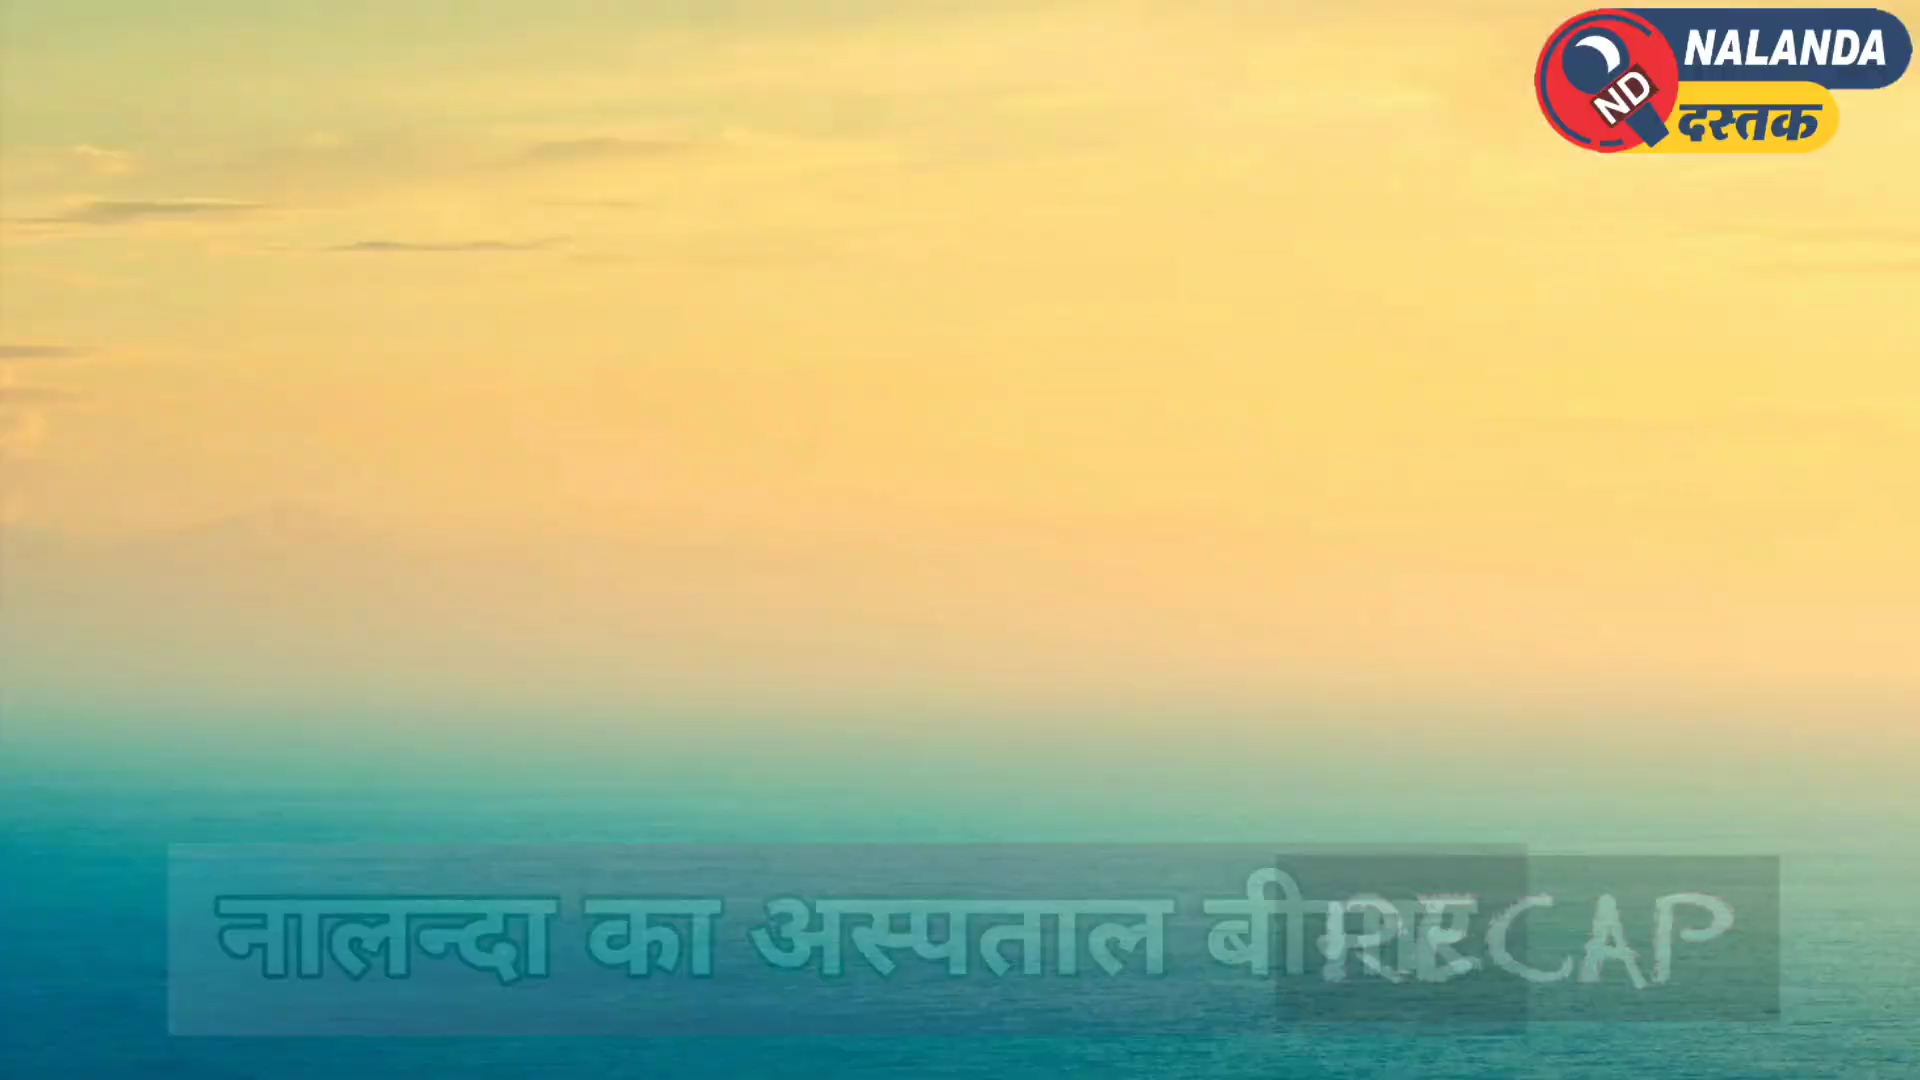 NALANDA
दस्तक
ND
नालन्दा का अस्पताल बीमार
RECAP